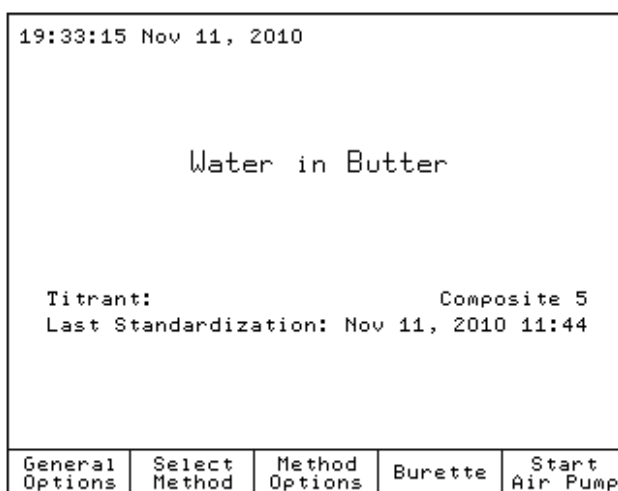 19:33:15 Nov 11, 2010
Water in Butter
Titrant: Composite 5
Last Standardization: Nov 11, 2010 11:44
General Options
Select Method
Method Options
Burette
Start Air Pump